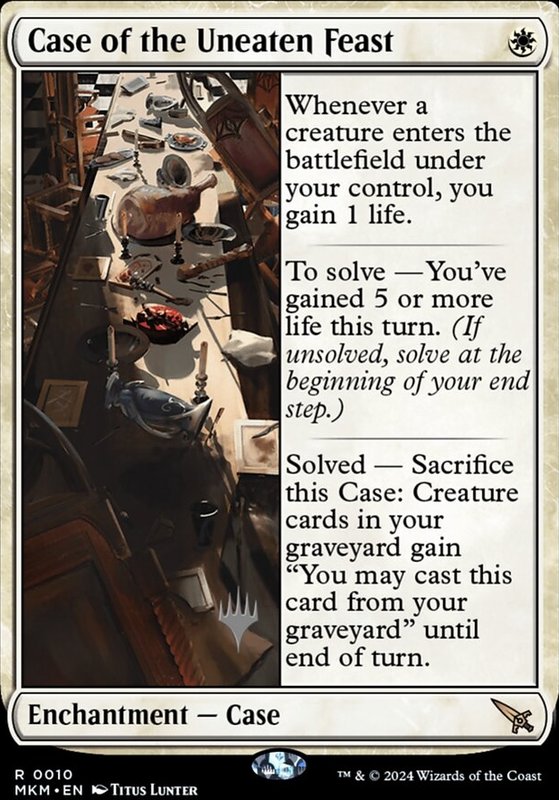 Case of the Uneaten Feast
Whenever a
creature enters the
battlefield under
your control, you
gain 1 life.
To solve —You've
gained 5 or more
life this turn. (If
unsolved, solve at the
beginning of your end
step.)
Solved — Sacrifice
this Case: Creature
cards in your
graveyard gain
“You may cast this
card from your
graveyard” until
end of turn.
Enchantment — Case
R 0010
MKM • EN Titus Lunter
™ & © 2024 Wizards of the Coast